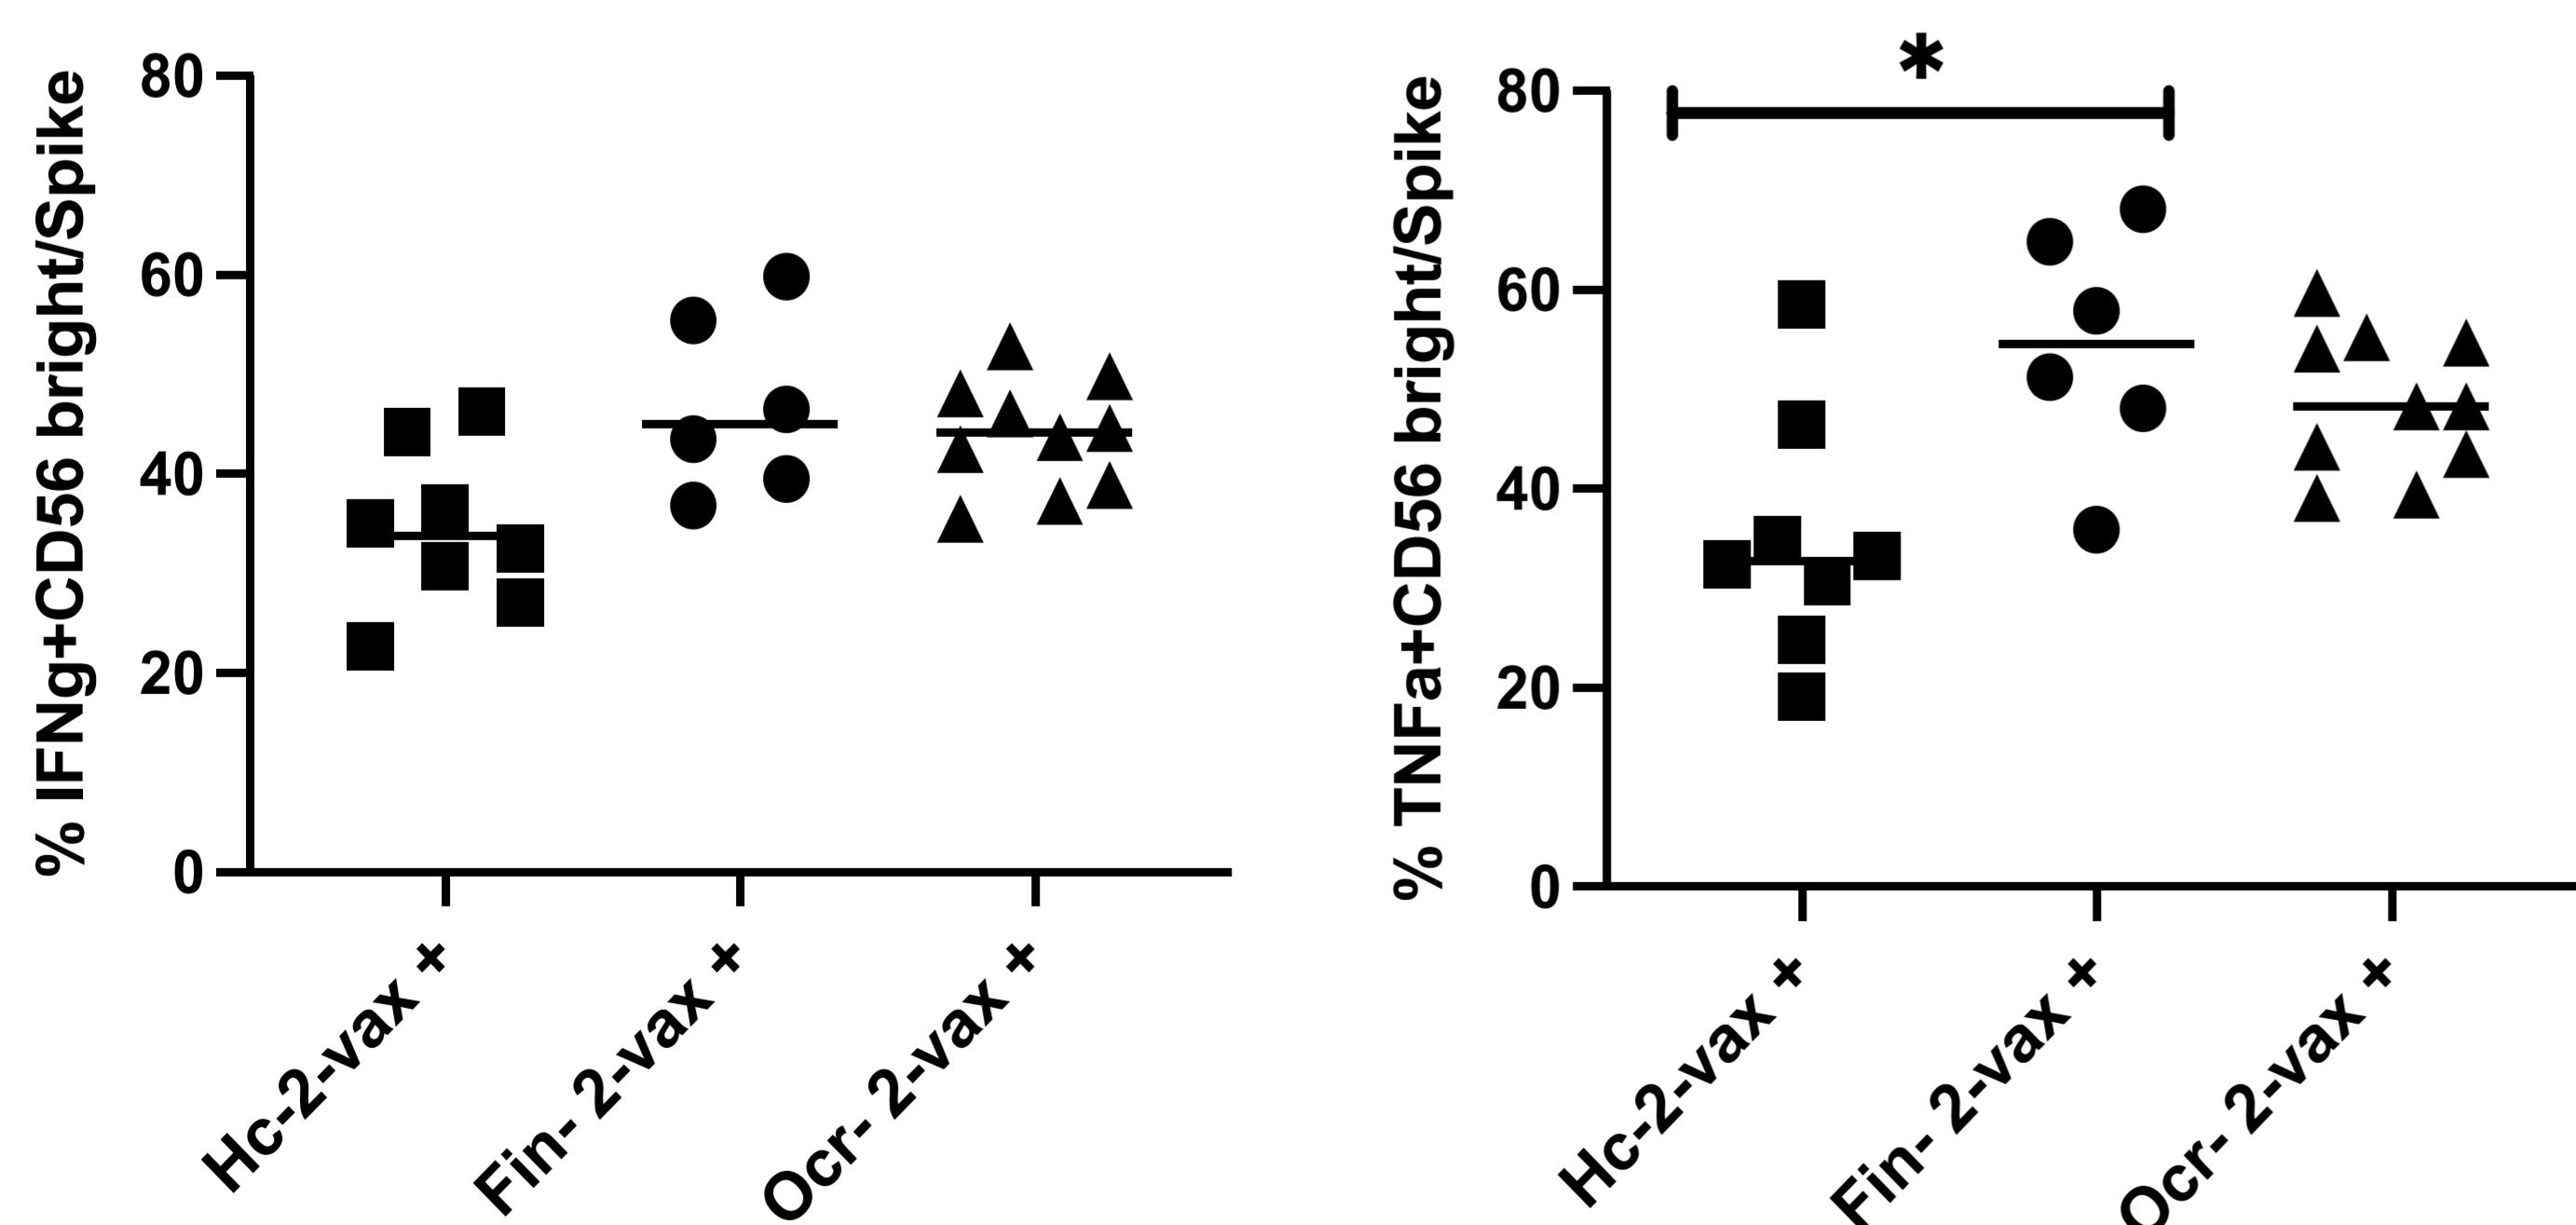 % IFNg+CD56 bright/Spike
80
60
40
20
0
Hc-2-vax +
Fin- 2-vax +
Ocr- 2-vax +
% TNFa+CD56 bright/Spike
*
80
60
40
20
0
Hc-2-vax +
Fin- 2-vax +
Ocr- 2-vax +